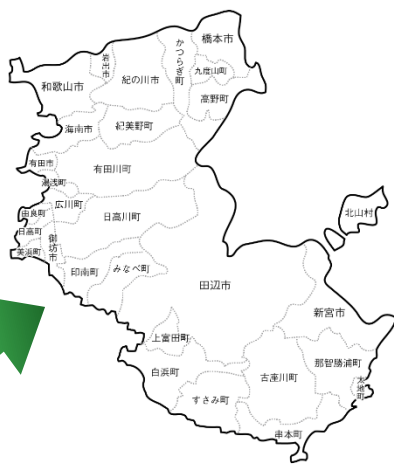 橋本市
かつらぎ町
岩出市
九度山町
和歌山市
紀の川市
高野町
海南市
紀美野町
有田市
有田川町
湯浅町
広川町
由良町
日高川町
北山村
日高町
御坊市
美浜町
印南町
みなべ町
田辺市
新宮市
上富田町
那智勝浦町
白浜町
古座川町
太地町
すさみ町
串本町